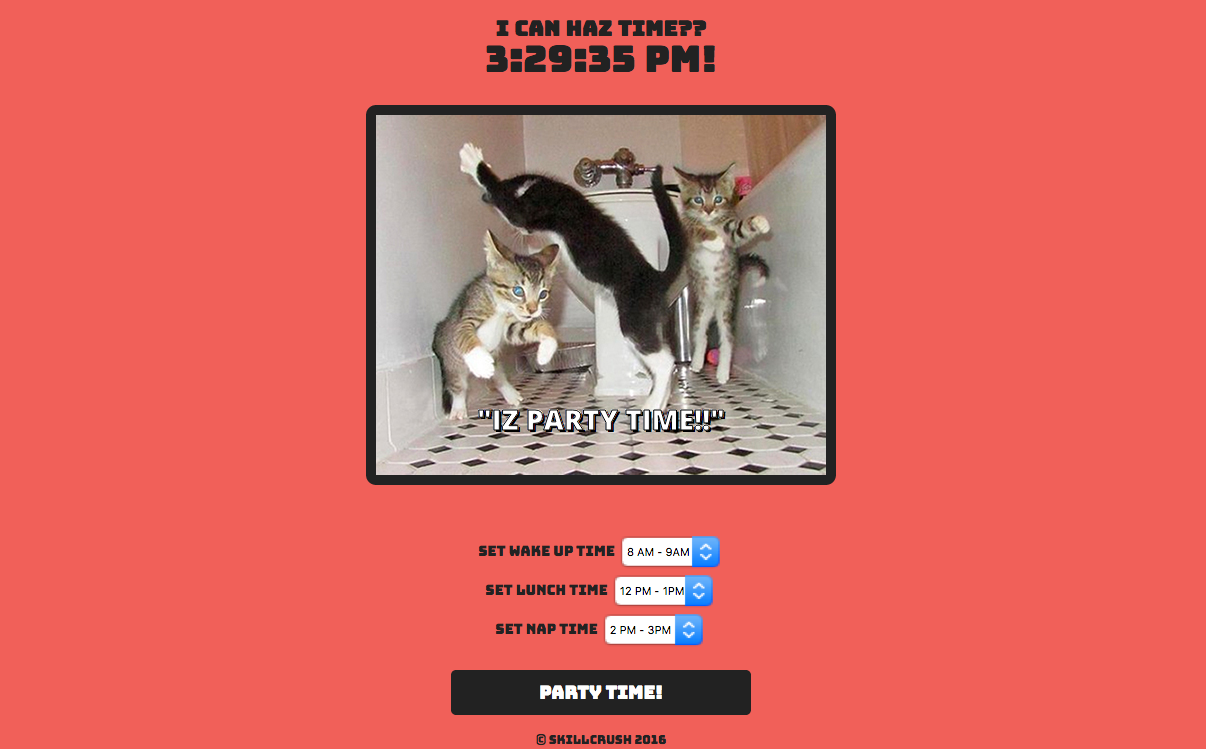 I CAN HAZ TIME??
3:29:35 PM!
"IZ PARTY TIME!!"
SET WAKE UP TIME 8 AM - 9AM
SET LUNCH TIME 12 PM - 1PM
SET NAP TIME 2 PM - 3PM
PARTY TIME!
© SKILLCRUSH 2016